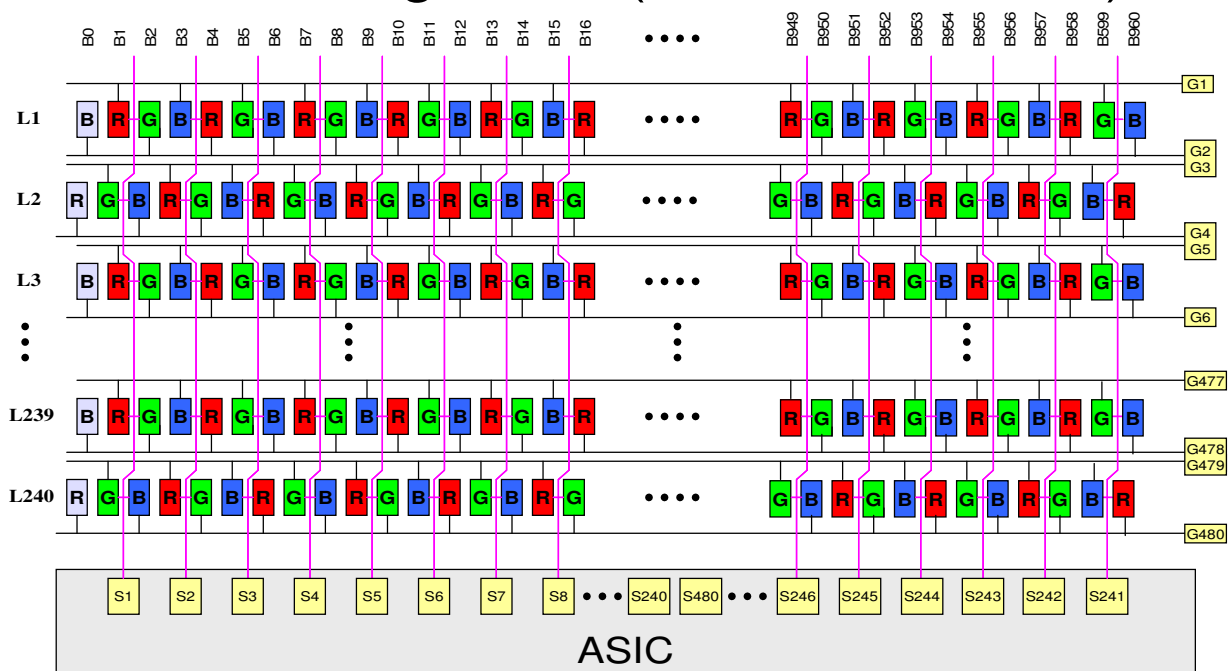 B0 B1 B2 B3 B4 B5 B6 B7 B8 B9 B10 B11 B12 B13 B14 B15 B16 B949 B950 B951 B952 B953 B954 B955 B956 B957 B958 B599 B960
G1
L1 B R G B R G B R G B R G B R G B R R G B R G B R G B R G B
G2
G3
L2 R G B R G B R G B R G B R G B R G G B R G B R G B R G B R
G4
G5
L3 B R G B R G B R G B R G B R G B R R G B R G B R G B R G B
G6
G477
L239 B R G B R G B R G B R G B R G B R R G B R G B R G B R G B
G478
G479
L240 R G B R G B R G B R G B R G B R G G B R G B R G B R G B R
G480
S1 S2 S3 S4 S5 S6 S7 S8 S240 S480 S246 S245 S244 S243 S242 S241
ASIC